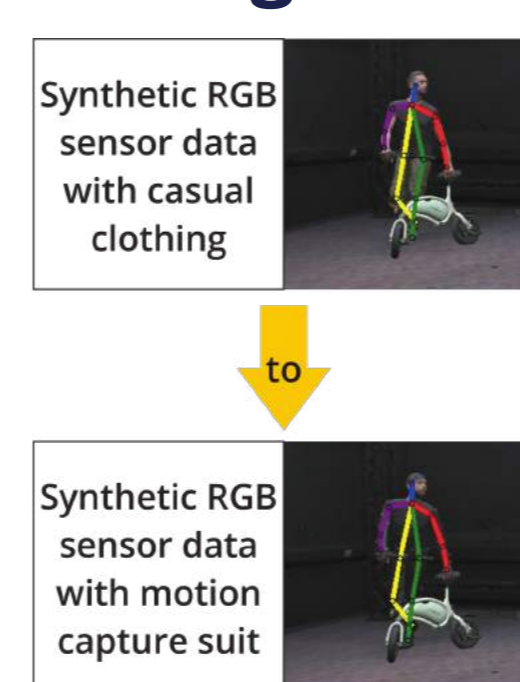 Synthetic RGB
sensor data
with casual
clothing
to
Synthetic RGB
sensor data
with motion
capture suit